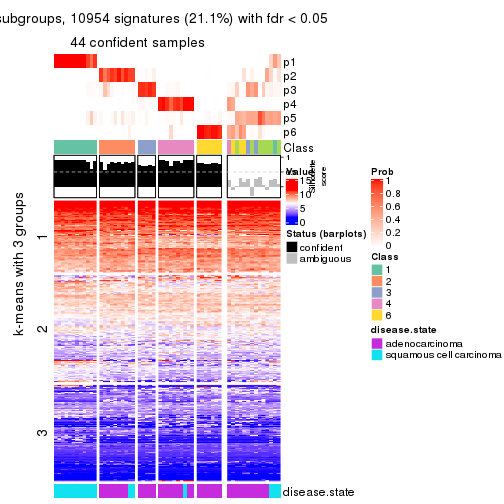 subgroups, 10954 signatures (21.1%) with fdr < 0.05
44 confident samples
p1
p2
p3
p4
p5
p6
Class
1
score
Value
15
10
5
0
Status (barplots)
confident
ambiguous
Prob
1
0.8
0.6
0.4
0.2
0
Class
1
2
3
4
6
disease.state
adenocarcinoma
squamous cell carcinoma
k-means with 3 groups
1
2
3
disease.state